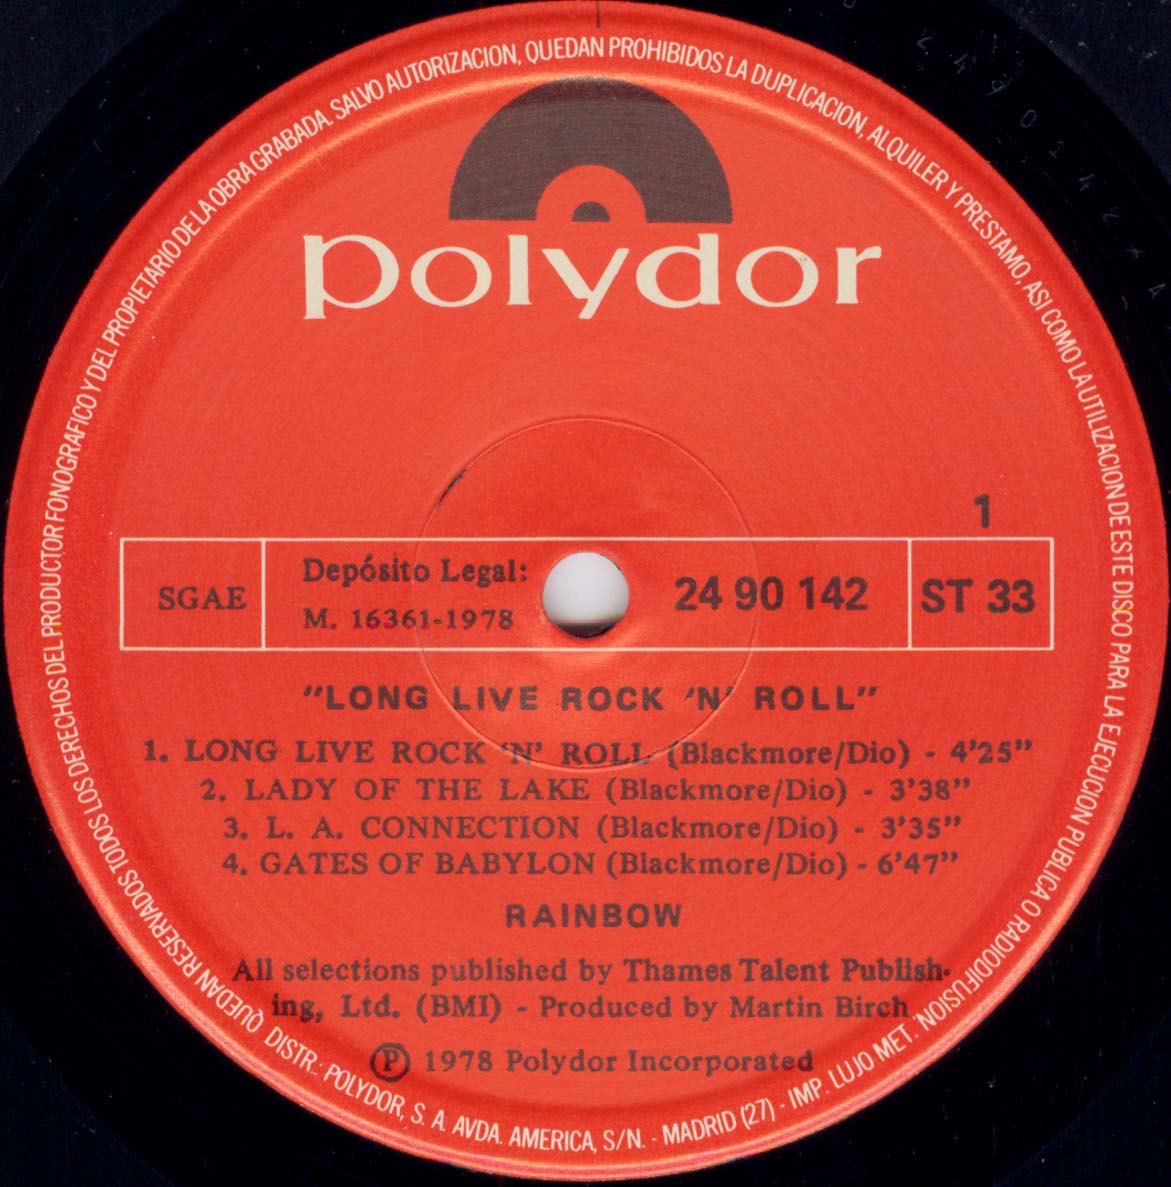 QUEDAN RESERVADOS TODOS LOS DERECHOS DEL PRODUCTOR FONOGRAFICO Y DEL PROPIETARIO DE LA OBRA GRABADA. SALVO AUTORIZACION, QUEDAN PROHIBIDOS LA DUPLICACION, ALQUILER Y PRESTAMO, ASI COMO LA UTILIZACION DE ESTE DISCO PARA LA EJECUCION PUBLICA O RADIODIFUSION
polydor
1
SGAE
Depósito Legal:
M. 16361-1978
24 90 142
ST 33
"LONG LIVE ROCK 'N' ROLL"
1. LONG LIVE ROCK 'N' ROLL (Blackmore/Dio) - 4'25"
2. LADY OF THE LAKE (Blackmore/Dio) - 3'38"
3. L. A. CONNECTION (Blackmore/Dio) - 3'35"
4. GATES OF BABYLON (Blackmore/Dio) - 6'47"
RAINBOW
All selections published by Thames Talent Publish-
ing, Ltd. (BMI) - Produced by Martin Birch
Ⓟ 1978 Polydor Incorporated
DISTR.: POLYDOR, S. A. AVDA. AMERICA, S/N. - MADRID (27) - IMP. LUJO MET.